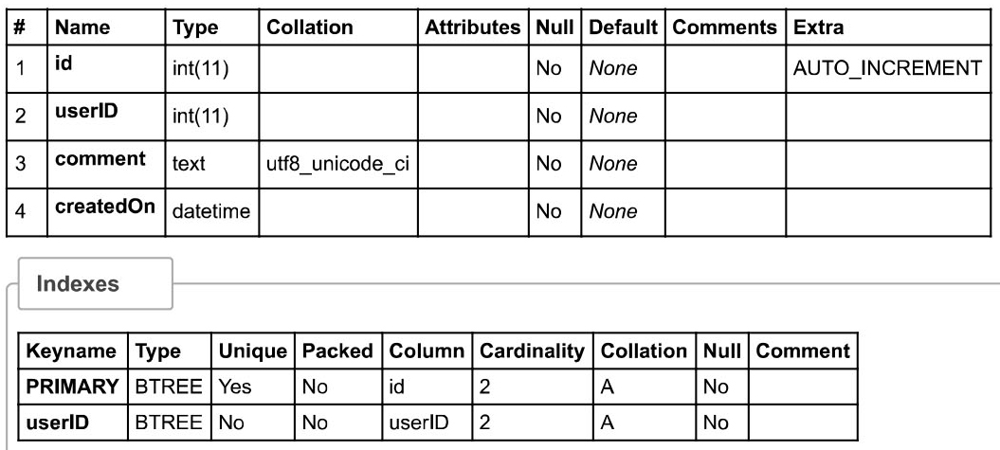 # Name Type Collation Attributes Null Default Comments Extra
1 id int(11) No None AUTO_INCREMENT
2 userID int(11) No None
3 comment text utf8_unicode_ci No None
4 createdOn datetime No None
Indexes
Keyname Type Unique Packed Column Cardinality Collation Null Comment
PRIMARY BTREE Yes No id 2 A No
userID BTREE No No userID 2 A No